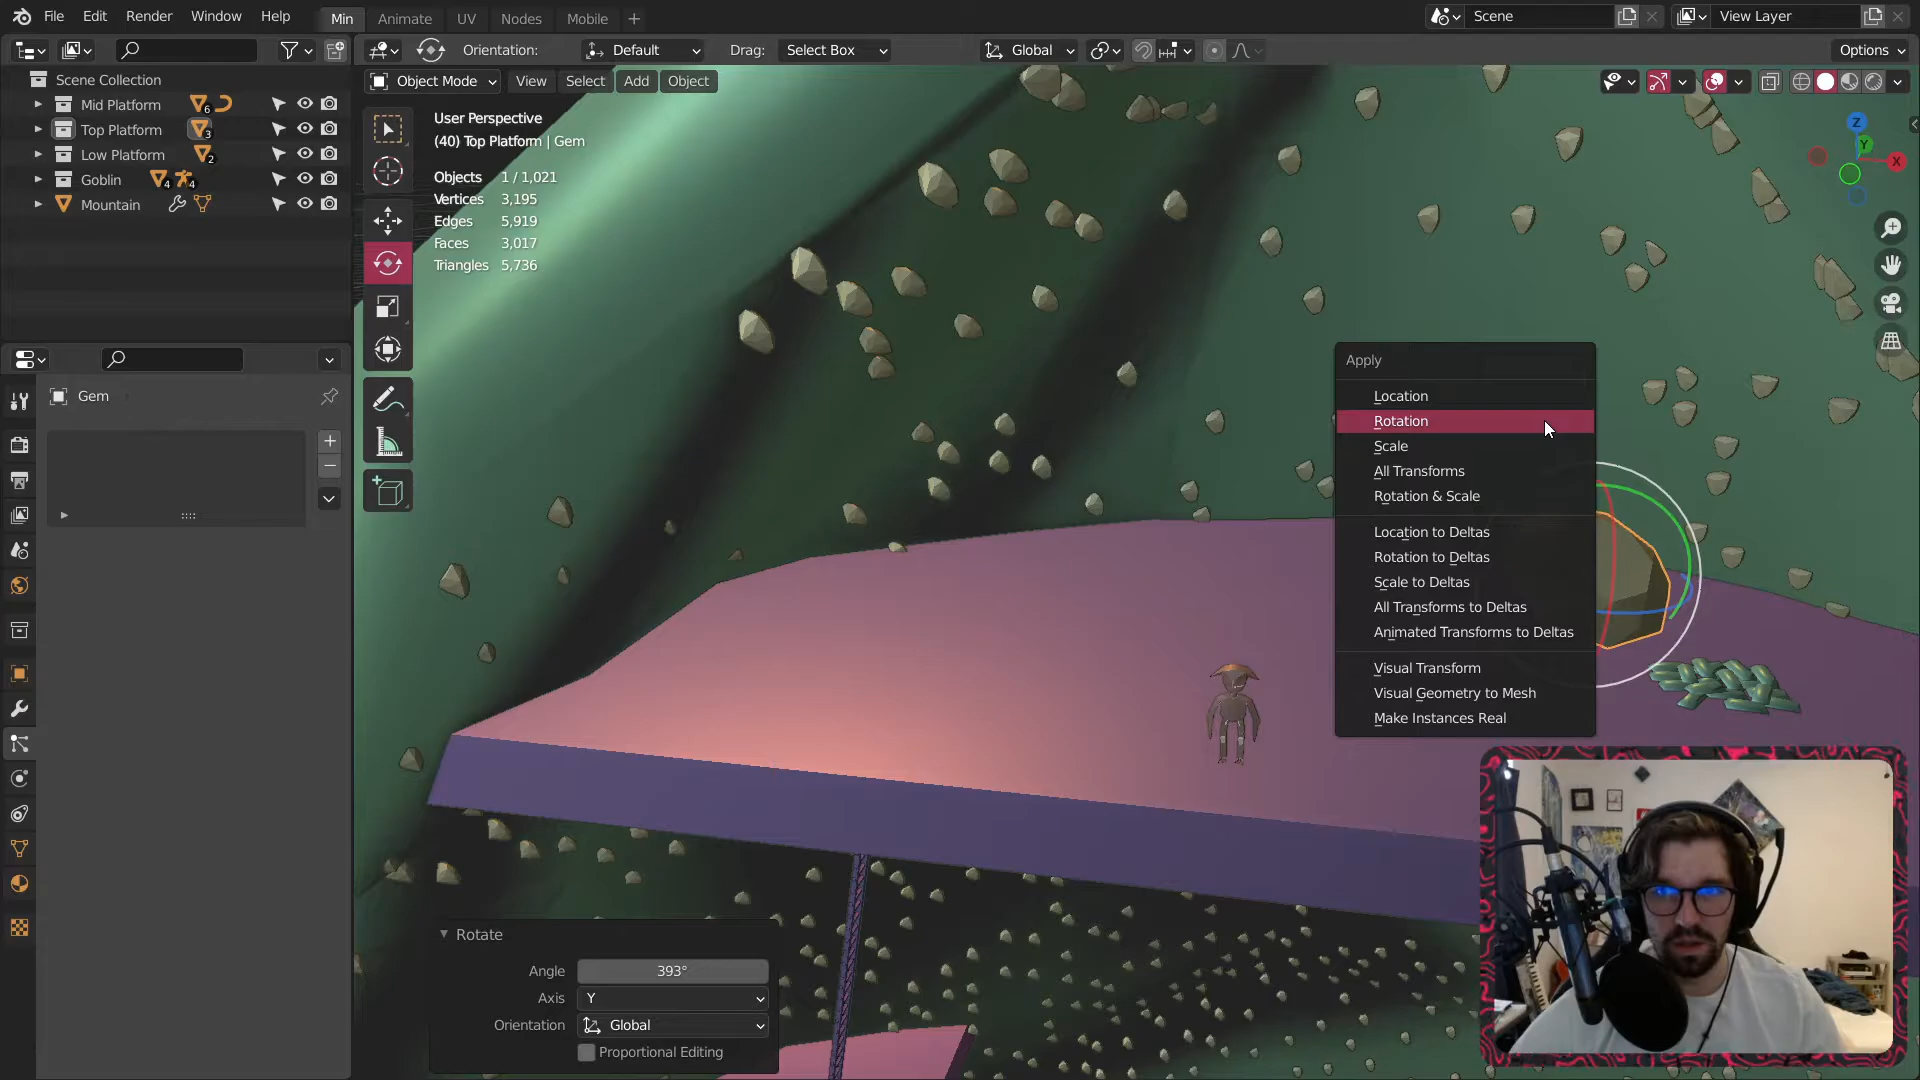 File Edit Render Window Help Min Animate UV Nodes Mobile + Scene View Layer
Orientation: Default Drag: Select Box Global Options
Object Mode View Select Add Object
Scene Collection
Mid Platform 6
Top Platform 3
Low Platform 2
Goblin 4 4
Mountain
Gem
User Perspective
(40) Top Platform | Gem
Objects 1 / 1,021
Vertices 3,195
Edges 5,919
Faces 3,017
Triangles 5,736
Z
Y
X
Apply
Location
Rotation
Scale
All Transforms
Rotation & Scale
Location to Deltas
Rotation to Deltas
Scale to Deltas
All Transforms to Deltas
Animated Transforms to Deltas
Visual Transform
Visual Geometry to Mesh
Make Instances Real
Rotate
Angle 393°
Axis Y
Orientation Global
Proportional Editing